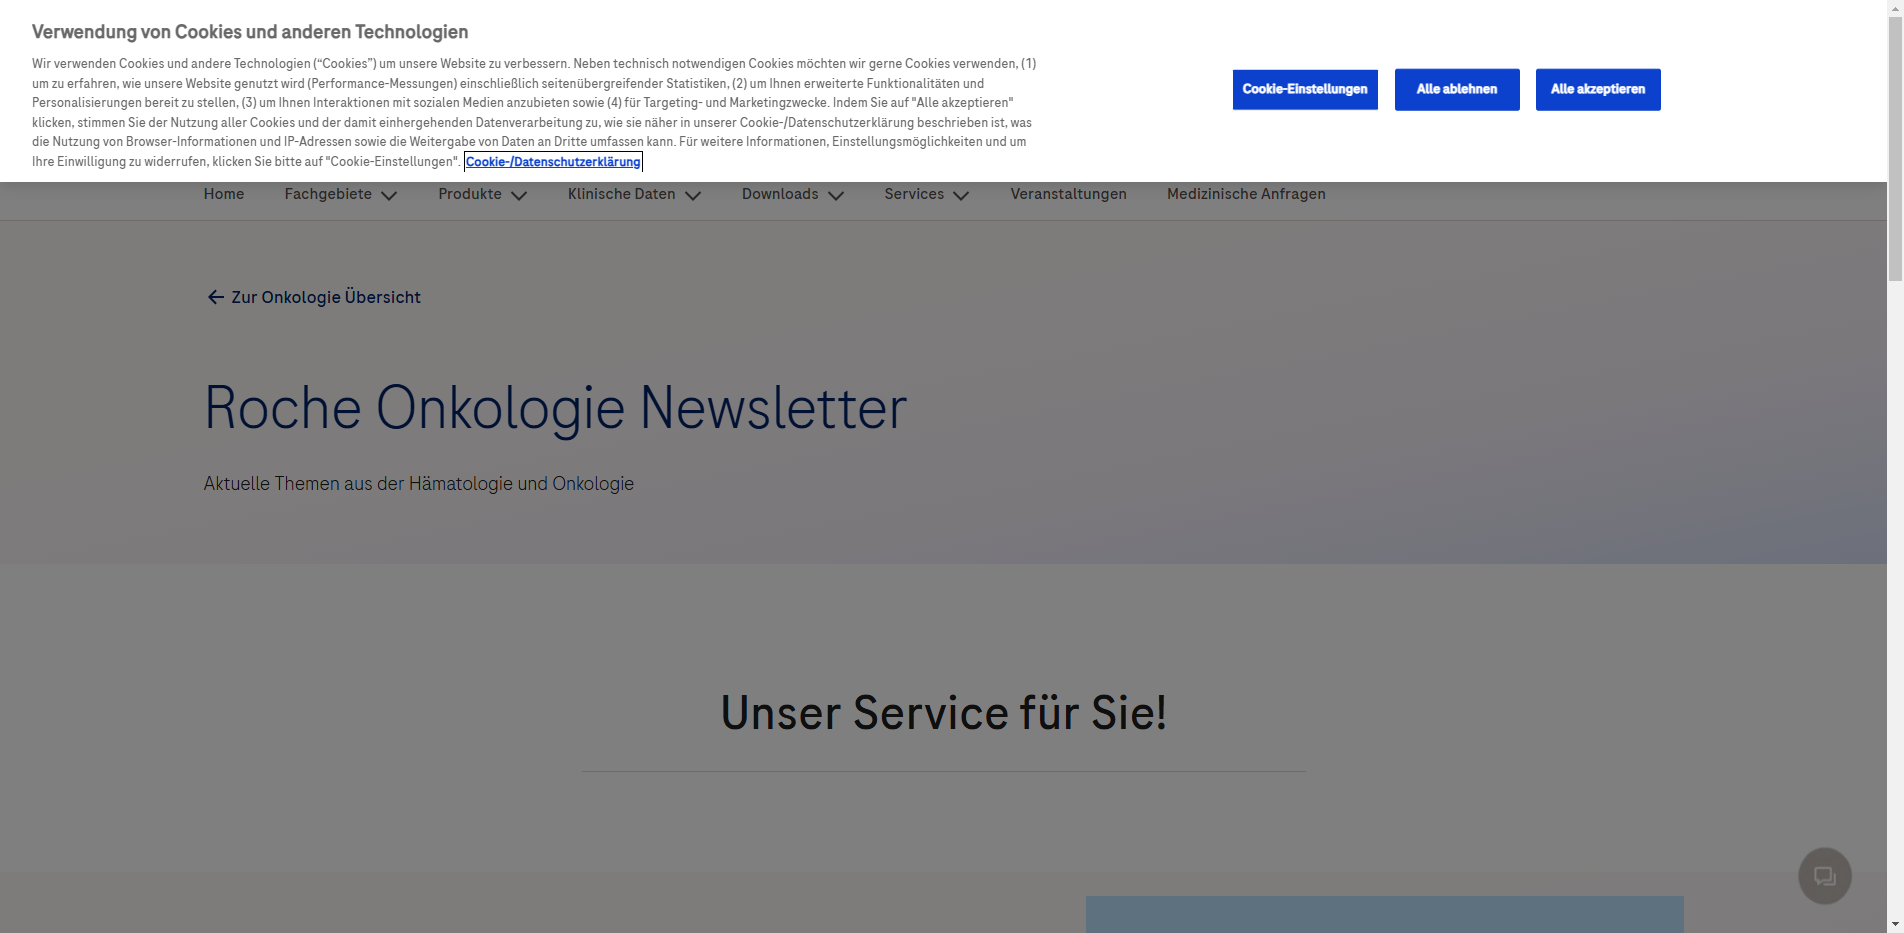 Verwendung von Cookies und anderen Technologien
Wir verwenden Cookies und andere Technologien (“Cookies”) um unsere Website zu verbessern. Neben technisch notwendigen Cookies möchten wir gerne Cookies verwenden, (1)
um zu erfahren, wie unsere Website genutzt wird (Performance-Messungen) einschließlich seitenübergreifender Statistiken, (2) um Ihnen erweiterte Funktionalitäten und
Personalisierungen bereit zu stellen, (3) um Ihnen Interaktionen mit sozialen Medien anzubieten sowie (4) für Targeting- und Marketingzwecke. Indem Sie auf "Alle akzeptieren"
klicken, stimmen Sie der Nutzung aller Cookies und der damit einhergehenden Datenverarbeitung zu, wie sie näher in unserer Cookie-/Datenschutzerklärung beschrieben ist, was
die Nutzung von Browser-Informationen und IP-Adressen sowie die Weitergabe von Daten an Dritte umfassen kann. Für weitere Informationen, Einstellungsmöglichkeiten und um
Ihre Einwilligung zu widerrufen, klicken Sie bitte auf "Cookie-Einstellungen". Cookie-/Datenschutzerklärung
Cookie-Einstellungen Alle ablehnen Alle akzeptieren
Home Fachgebiete Produkte Klinische Daten Downloads Services Veranstaltungen Medizinische Anfragen
Zur Onkologie Übersicht
Roche Onkologie Newsletter
Aktuelle Themen aus der Hämatologie und Onkologie
Unser Service für Sie!